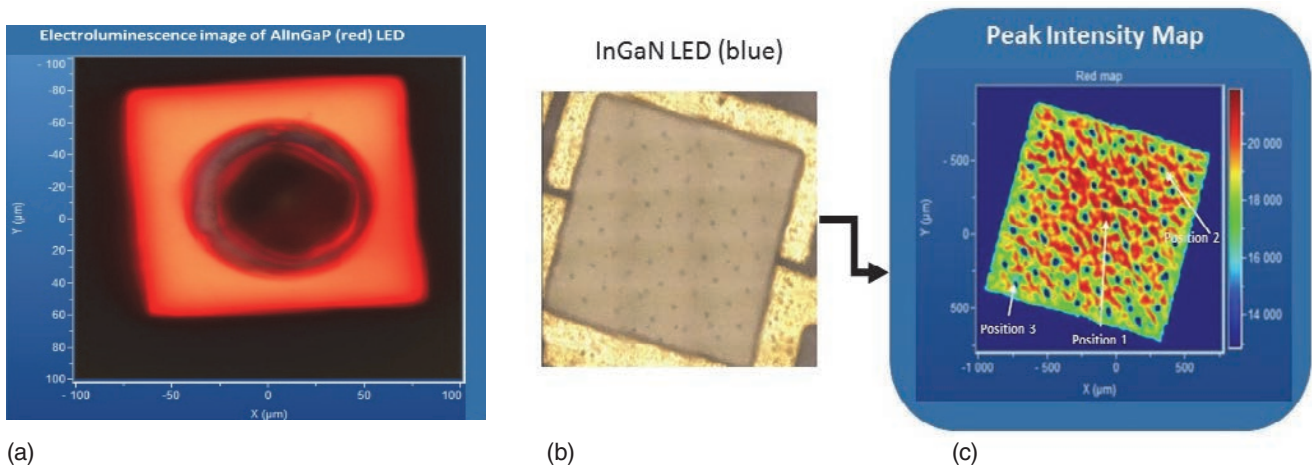 Electroluminescence image of AlInGaP (red) LED
- 100
-80
-60
-40
-20
0
20
40
60
80
100
Y (µm)
- 100
-50
0
50
100
X (µm)
(a)
InGaN LED (blue)
(b)
Peak Intensity Map
Red map
- 500
0
500
Y (µm)
-1 000
- 500
0
500
X (µm)
Position 2
Position 3
Position 1
20 000
18 000
16 000
14 000
(c)